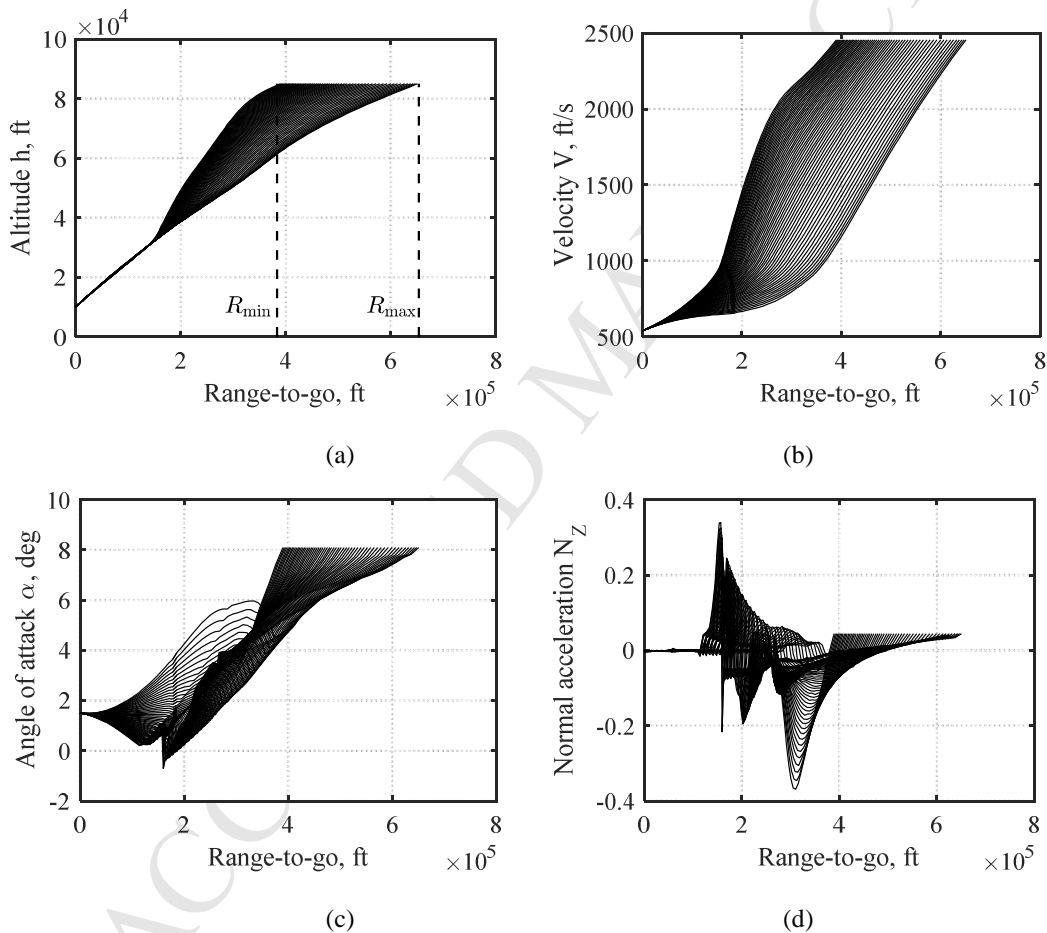 ×10⁴
10
8
6
4
2
0
Altitude h, ft
R_min
R_max
0 2 4 6 8
Range-to-go, ft ×10⁵
(a)
2500
2000
1500
1000
500
Velocity V, ft/s
0 2 4 6 8
Range-to-go, ft ×10⁵
(b)
10
8
6
4
2
0
-2
Angle of attack α, deg
0 2 4 6 8
Range-to-go, ft ×10⁵
(c)
0.4
0.2
0
-0.2
-0.4
Normal acceleration N_Z
0 2 4 6 8
Range-to-go, ft ×10⁵
(d)